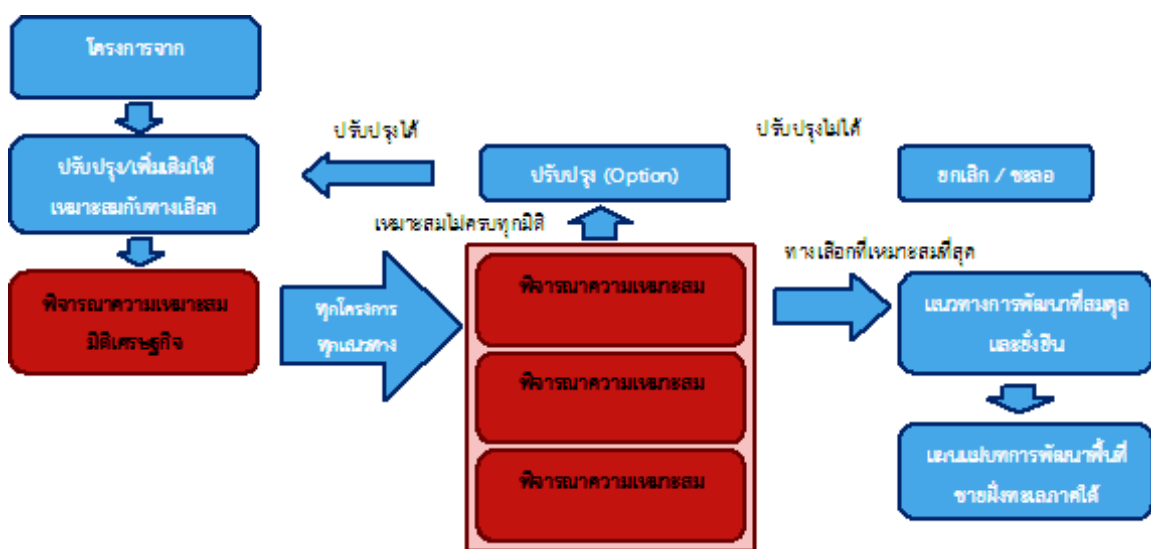 โครงการจาก
ปรับปรุง/เพิ่มเติมให้
เหมาะสมกับทางเลือก
พิจารณาความเหมาะสม
มิติเศรษฐกิจ
ทุกโครงการ
ทุกแนวทาง
ปรับปรุงได้
ปรับปรุง (Option)
เหมาะสมไม่ครบทุกมิติ
พิจารณาความเหมาะสม
พิจารณาความเหมาะสม
พิจารณาความเหมาะสม
ปรับปรุงไม่ได้
ยกเลิก / ชะลอ
ทางเลือกที่เหมาะสมที่สุด
แนวทางการพัฒนาที่สมดุล
และยั่งยืน
แผนแม่บทการพัฒนาพื้นที่
ชายฝั่งทะเลภาคใต้